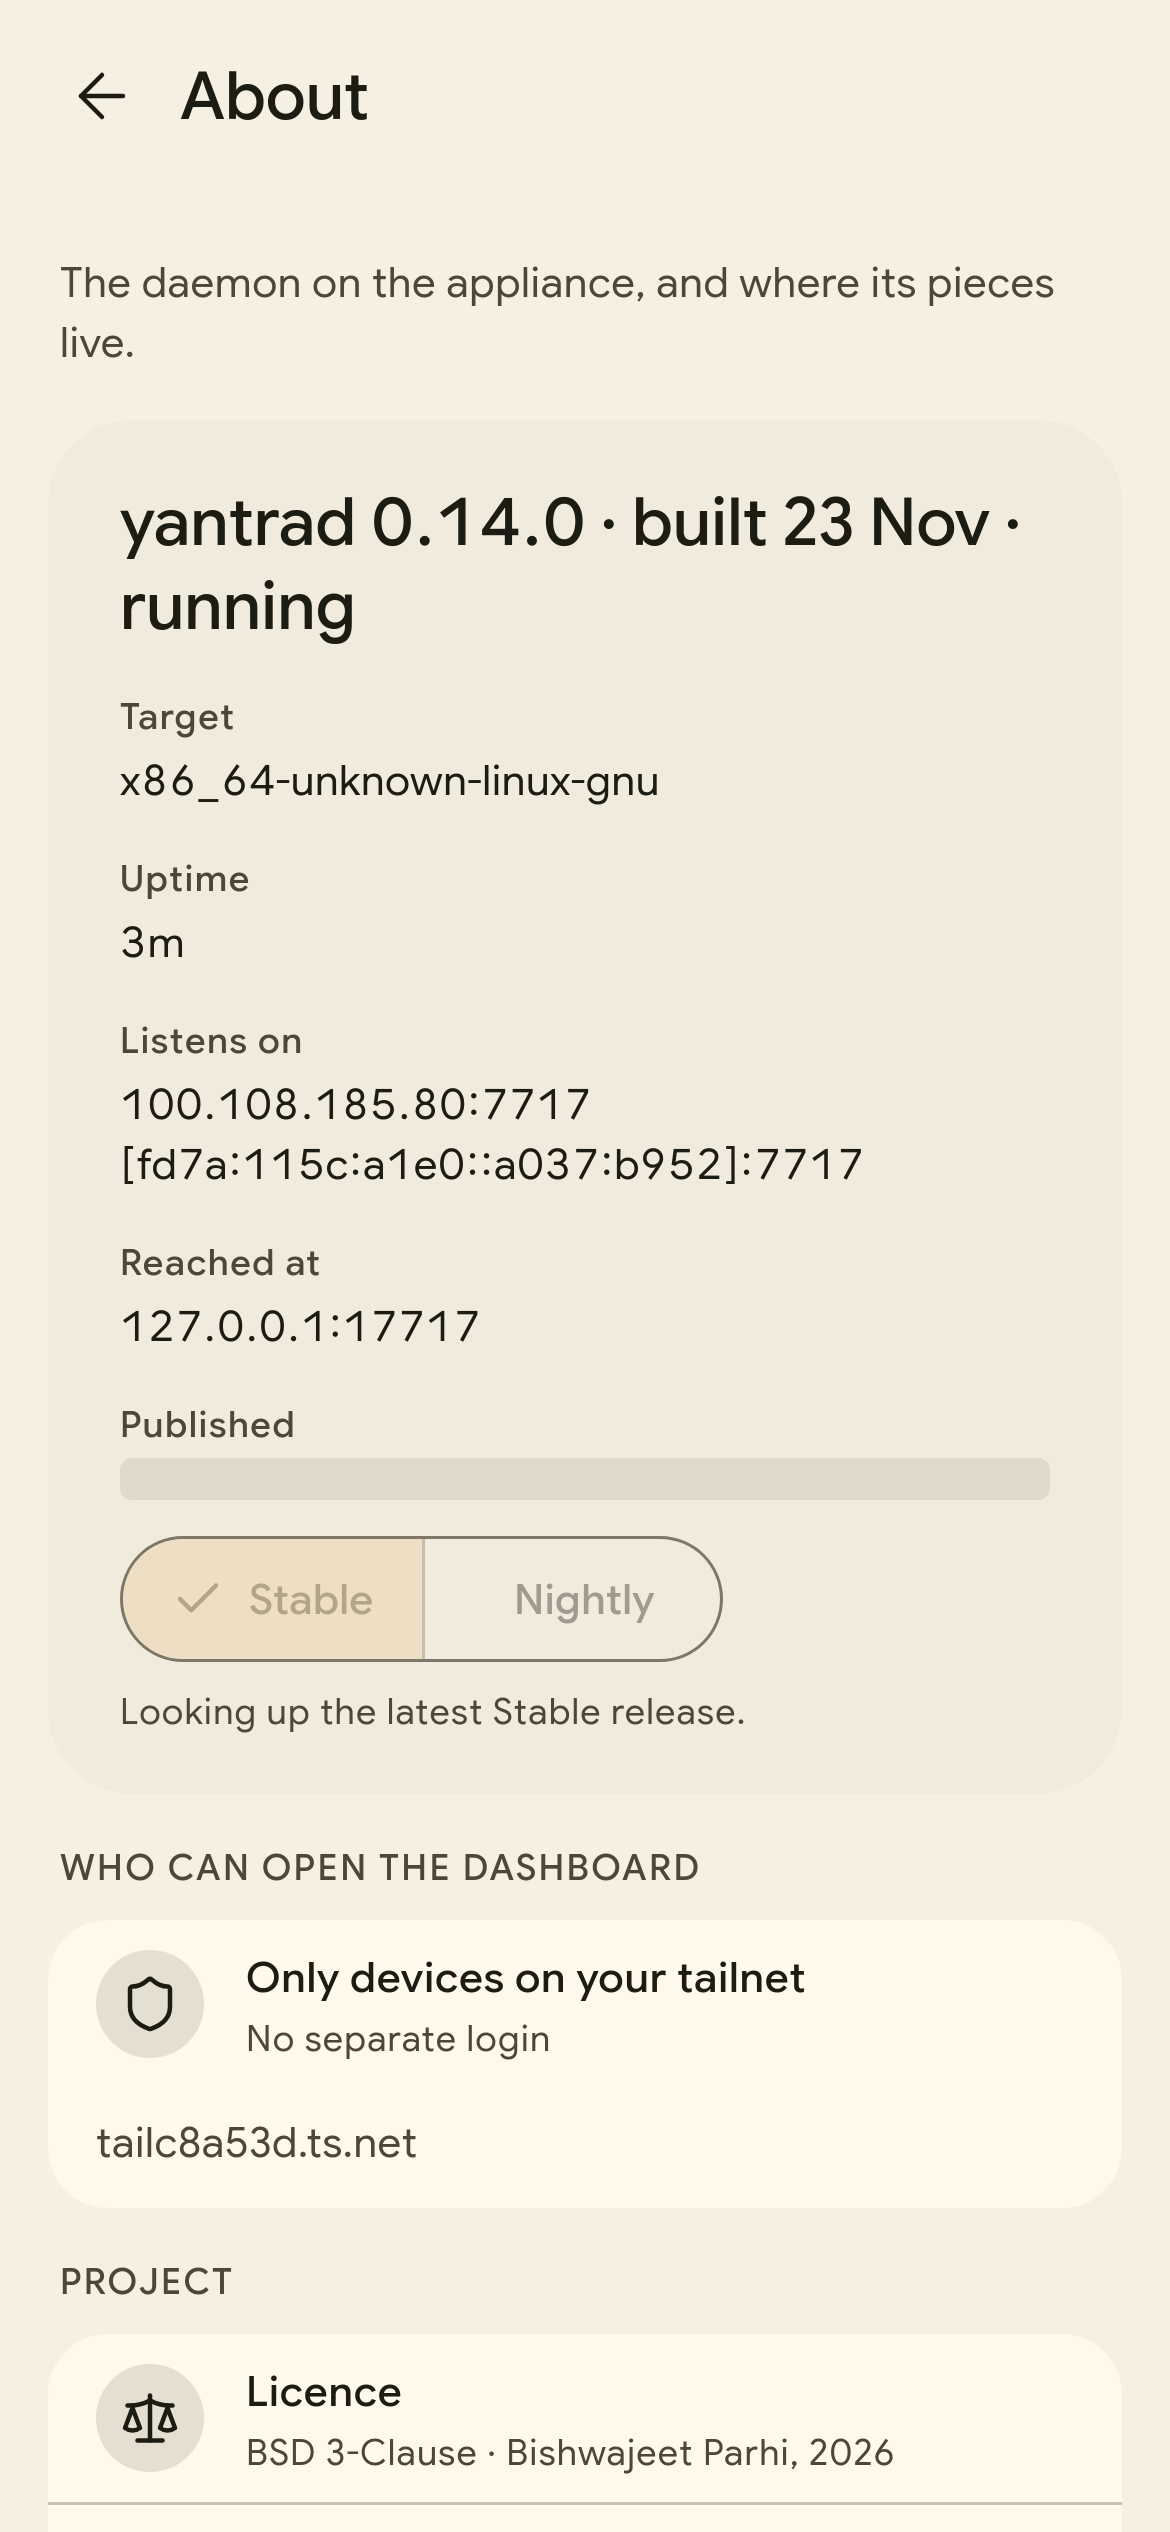 About
The daemon on the appliance, and where its pieces
live.
yantrad 0.14.0 · built 23 Nov ·
running
Target
x86_64-unknown-linux-gnu
Uptime
3m
Listens on
100.108.185.80:7717
[fd7a:115c:a1e0::a037:b952]:7717
Reached at
127.0.0.1:17717
Published
Stable Nightly
Looking up the latest Stable release.
WHO CAN OPEN THE DASHBOARD
Only devices on your tailnet
No separate login
tailc8a53d.ts.net
PROJECT
Licence
BSD 3-Clause · Bishwajeet Parhi, 2026